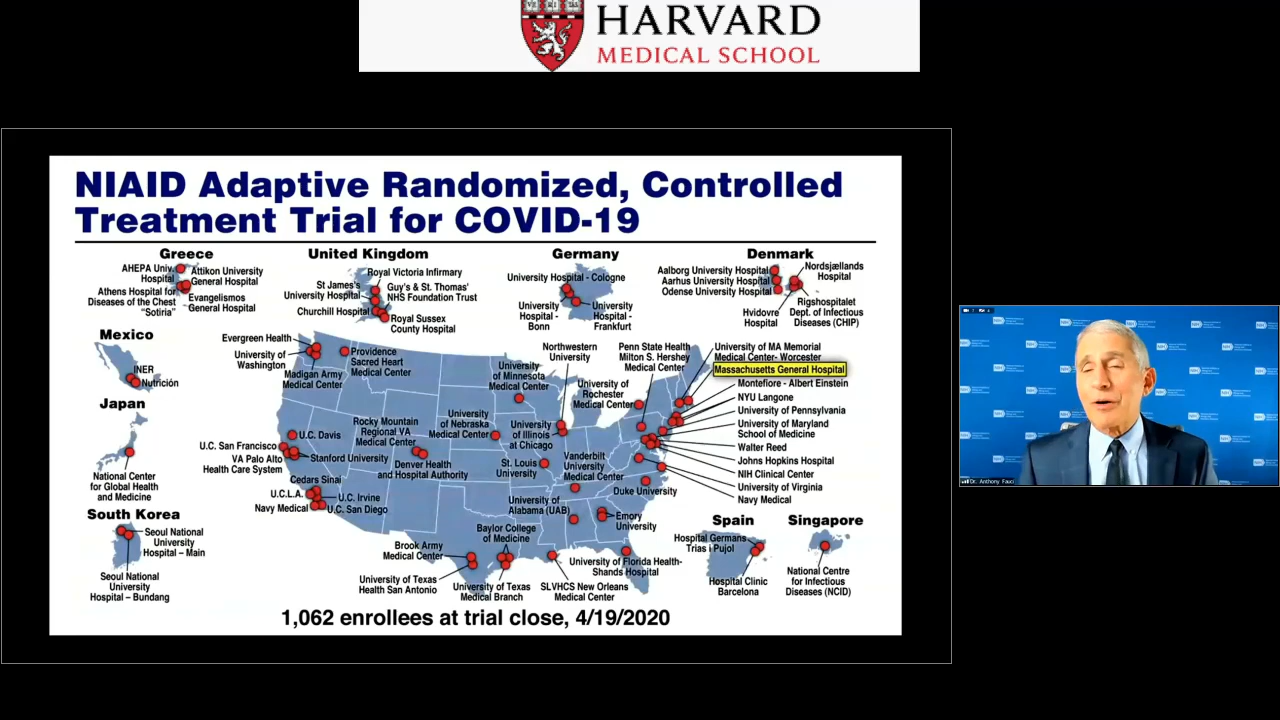 HARVARD
MEDICAL SCHOOL
NIAID Adaptive Randomized, Controlled
Treatment Trial for COVID-19
Greece
AHEPA Univ.
Hospital
Attikon University
General Hospital
Athens Hospital for
Diseases of the Chest
“Sotiria”
Evangelismos
General Hospital
United Kingdom
Royal Victoria Infirmary
St James’s
University Hospital
Guy’s & St. Thomas’
NHS Foundation Trust
Churchill Hospital
Royal Sussex
County Hospital
Germany
University Hospital - Cologne
University
Hospital -
Bonn
University
Hospital -
Frankfurt
Denmark
Aalborg University Hospital
Aarhus University Hospital
Odense University Hospital
Nordsjællands
Hospital
Hvidovre
Hospital
Rigshospitalet
Dept. of Infectious
Diseases (CHIP)
Mexico
INER
Nutrición
Japan
National Center
for Global Health
and Medicine
South Korea
Seoul National
University
Hospital – Main
Seoul National
University
Hospital – Bundang
Evergreen Health
University of
Washington
Madigan Army
Medical Center
Providence
Sacred Heart
Medical Center
University
of Minnesota
Medical Center
Northwestern
University
Penn State Health
Milton S. Hershey
Medical Center
University of
Rochester
Medical Center
University of MA Memorial
Medical Center- Worcester
Massachusetts General Hospital
Montefiore - Albert Einstein
NYU Langone
University of Pennsylvania
University of Maryland
School of Medicine
Walter Reed
Johns Hopkins Hospital
NIH Clinical Center
University of Virginia
Navy Medical
U.C. Davis
U.C. San Francisco
VA Palo Alto
Health Care System
Stanford University
Cedars Sinai
U.C.L.A.
U.C. Irvine
Navy Medical
U.C. San Diego
Rocky Mountain
Regional VA
Medical Center
Denver Health
and Hospital Authority
University
of Nebraska
Medical Center
University
of Illinois
at Chicago
St. Louis
University
Vanderbilt
University
Medical Center
Duke University
University of
Alabama (UAB)
Emory
University
Baylor College
of Medicine
Brook Army
Medical Center
University of Texas
Health San Antonio
University of Texas
Medical Branch
SLVHCS New Orleans
Medical Center
University of Florida Health-
Shands Hospital
Spain
Hospital Germans
Trias i Pujol
Hospital Clinic
Barcelona
Singapore
National Centre
for Infectious
Diseases (NCID)
1,062 enrollees at trial close, 4/19/2020
Dr. Anthony Fauci